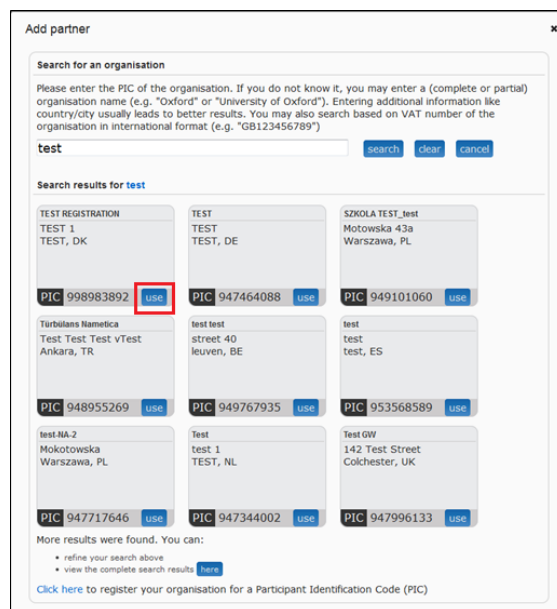 Add partner
Search for an organisation
Please enter the PIC of the organisation. If you do not know it, you may enter a (complete or partial)
organisation name (e.g. "Oxford" or "University of Oxford"). Entering additional information like
country/city usually leads to better results. You may also search based on VAT number of the
organisation in international format (e.g. "GB123456789")
test search clear cancel
Search results for test
TEST REGISTRATION
TEST 1
TEST, DK
PIC 998983892 use
TEST
TEST
TEST, DE
PIC 947464088 use
SZKOLA TEST_test
Motowska 43a
Warszawa, PL
PIC 949101060 use
Türbülans Nametica
Test Test Test vTest
Ankara, TR
PIC 948955269 use
test test
street 40
leuven, BE
PIC 949767935 use
test
test
test, ES
PIC 953568589 use
test-NA-2
Mokotowska
Warszawa, PL
PIC 947717646 use
Test
test 1
TEST, NL
PIC 947344002 use
Test GW
142 Test Street
Colchester, UK
PIC 947996133 use
More results were found. You can:
• refine your search above
• view the complete search results here
Click here to register your organisation for a Participant Identification Code (PIC)